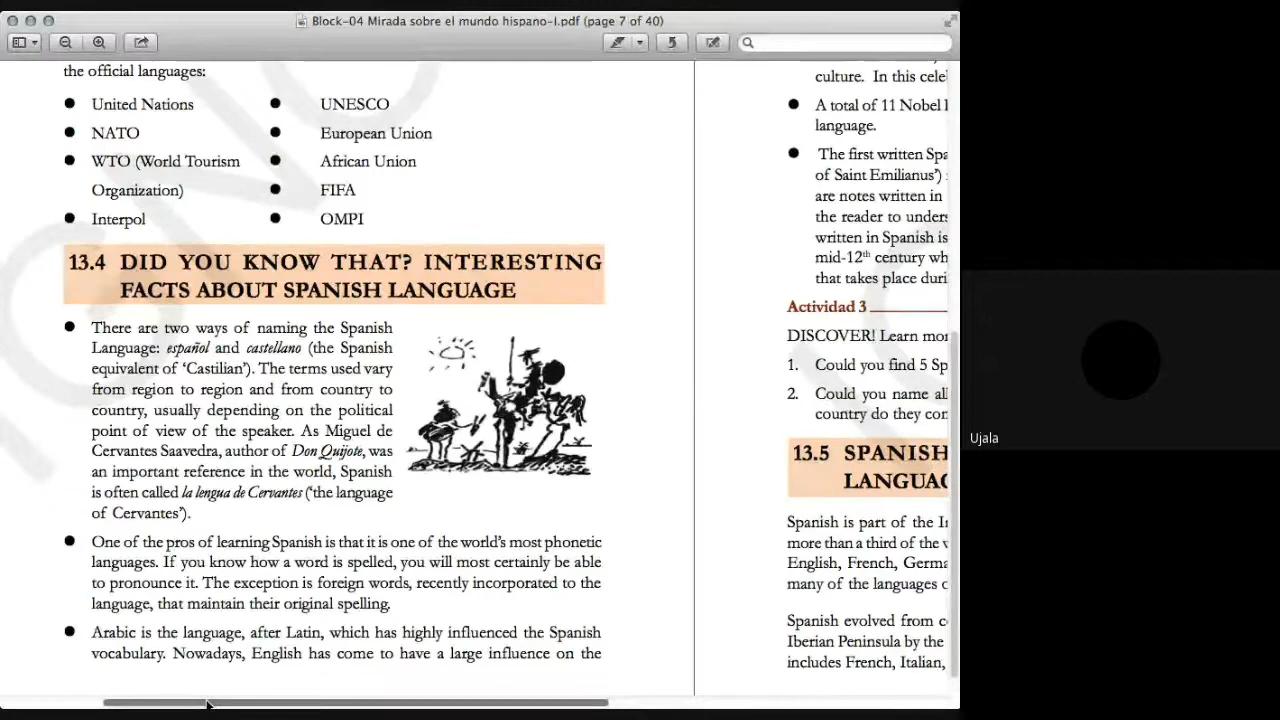 Block-04 Mirada sobre el mundo hispano-I.pdf (page 7 of 40)
the official languages:
● United Nations ● UNESCO
● NATO ● European Union
● WTO (World Tourism ● African Union
Organization) ● FIFA
● Interpol ● OMPI
13.4 DID YOU KNOW THAT? INTERESTING
FACTS ABOUT SPANISH LANGUAGE
● There are two ways of naming the Spanish
Language: español and castellano (the Spanish
equivalent of ‘Castilian’). The terms used vary
from region to region and from country to
country, usually depending on the political
point of view of the speaker. As Miguel de
Cervantes Saavedra, author of Don Quijote, was
an important reference in the world, Spanish
is often called la lengua de Cervantes (‘the language
of Cervantes’).
● One of the pros of learning Spanish is that it is one of the world’s most phonetic
languages. If you know how a word is spelled, you will most certainly be able
to pronounce it. The exception is foreign words, recently incorporated to the
language, that maintain their original spelling.
● Arabic is the language, after Latin, which has highly influenced the Spanish
vocabulary. Nowadays, English has come to have a large influence on the
culture. In this cele
● A total of 11 Nobel
language.
● The first written Spa
of Saint Emilianus’)
are notes written in
the reader to unders
written in Spanish is
mid-12th century wh
that takes place duri
Actividad 3
DISCOVER! Learn mor
1. Could you find 5 Sp
2. Could you name all
country do they con
13.5 SPANISH
LANGUAG
Spanish is part of the In
more than a third of the v
English, French, Germa
many of the languages o
Spanish evolved from c
Iberian Peninsula by the
includes French, Italian,
Ujala